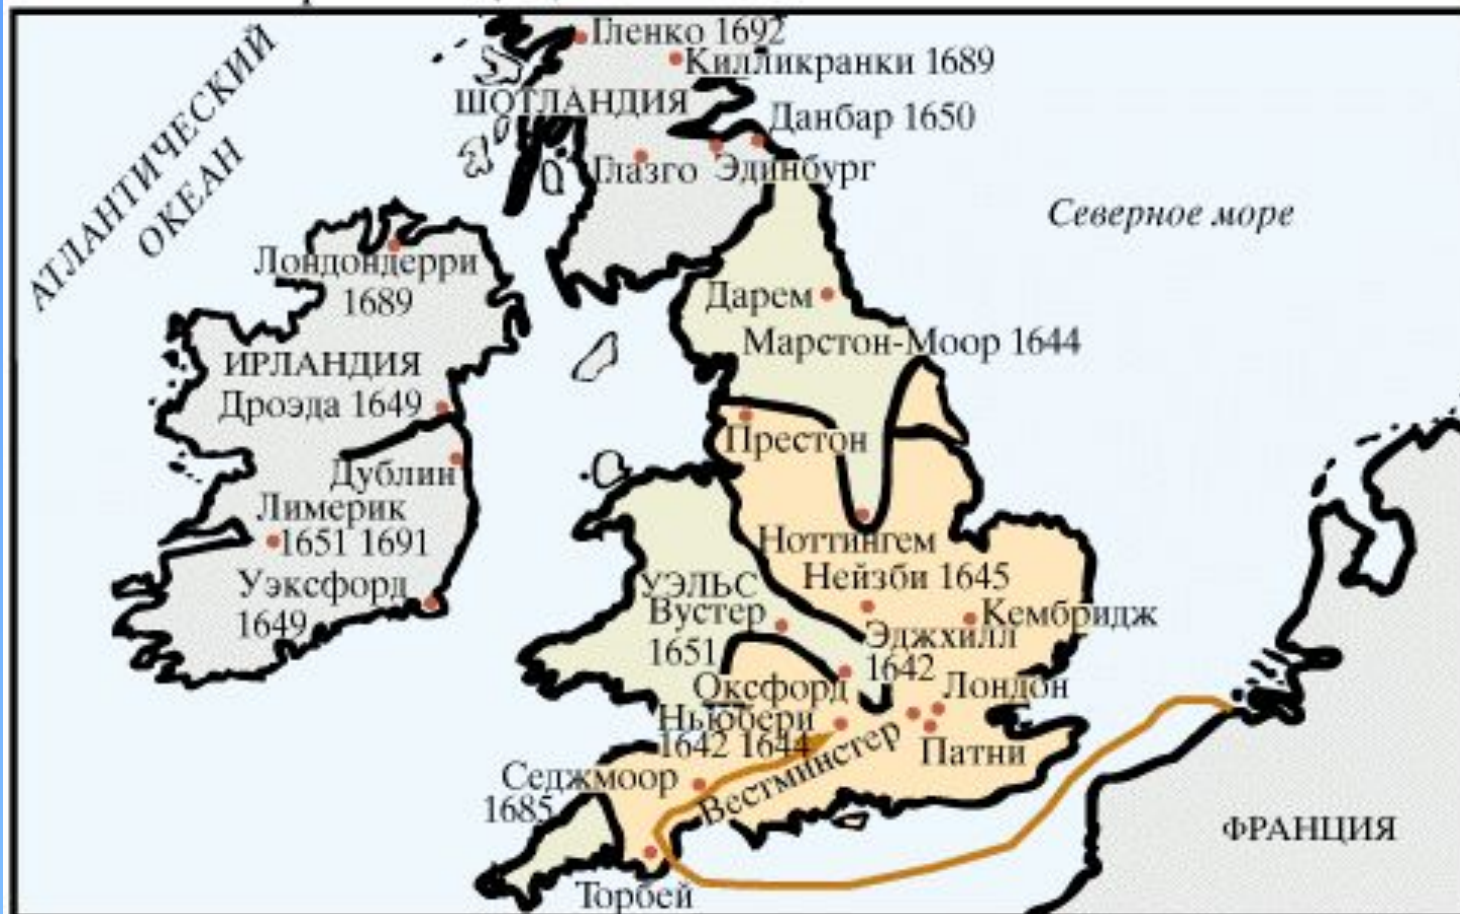 Гленко 1692
Килликранки 1689
ШОТЛАНДИЯ
Данбар 1650
Глазго
Эдинбург
АТЛАНТИЧЕСКИЙ
ОКЕАН
Северное море
Лондондерри
1689
Дарем
Марстон-Моор 1644
ИРЛАНДИЯ
Дроэда 1649
Престон
Дублин
Лимерик
1651 1691
Ноттингем
Уэксфорд
1649
Нейзби 1645
УЭЛЬС
Вустер
1651
Кембридж
Эджхилл
1642
Оксфорд
Лондон
Ньюбери
1642 1644
Вестминстер
Патни
Седжмоор
1685
ФРАНЦИЯ
Торбей